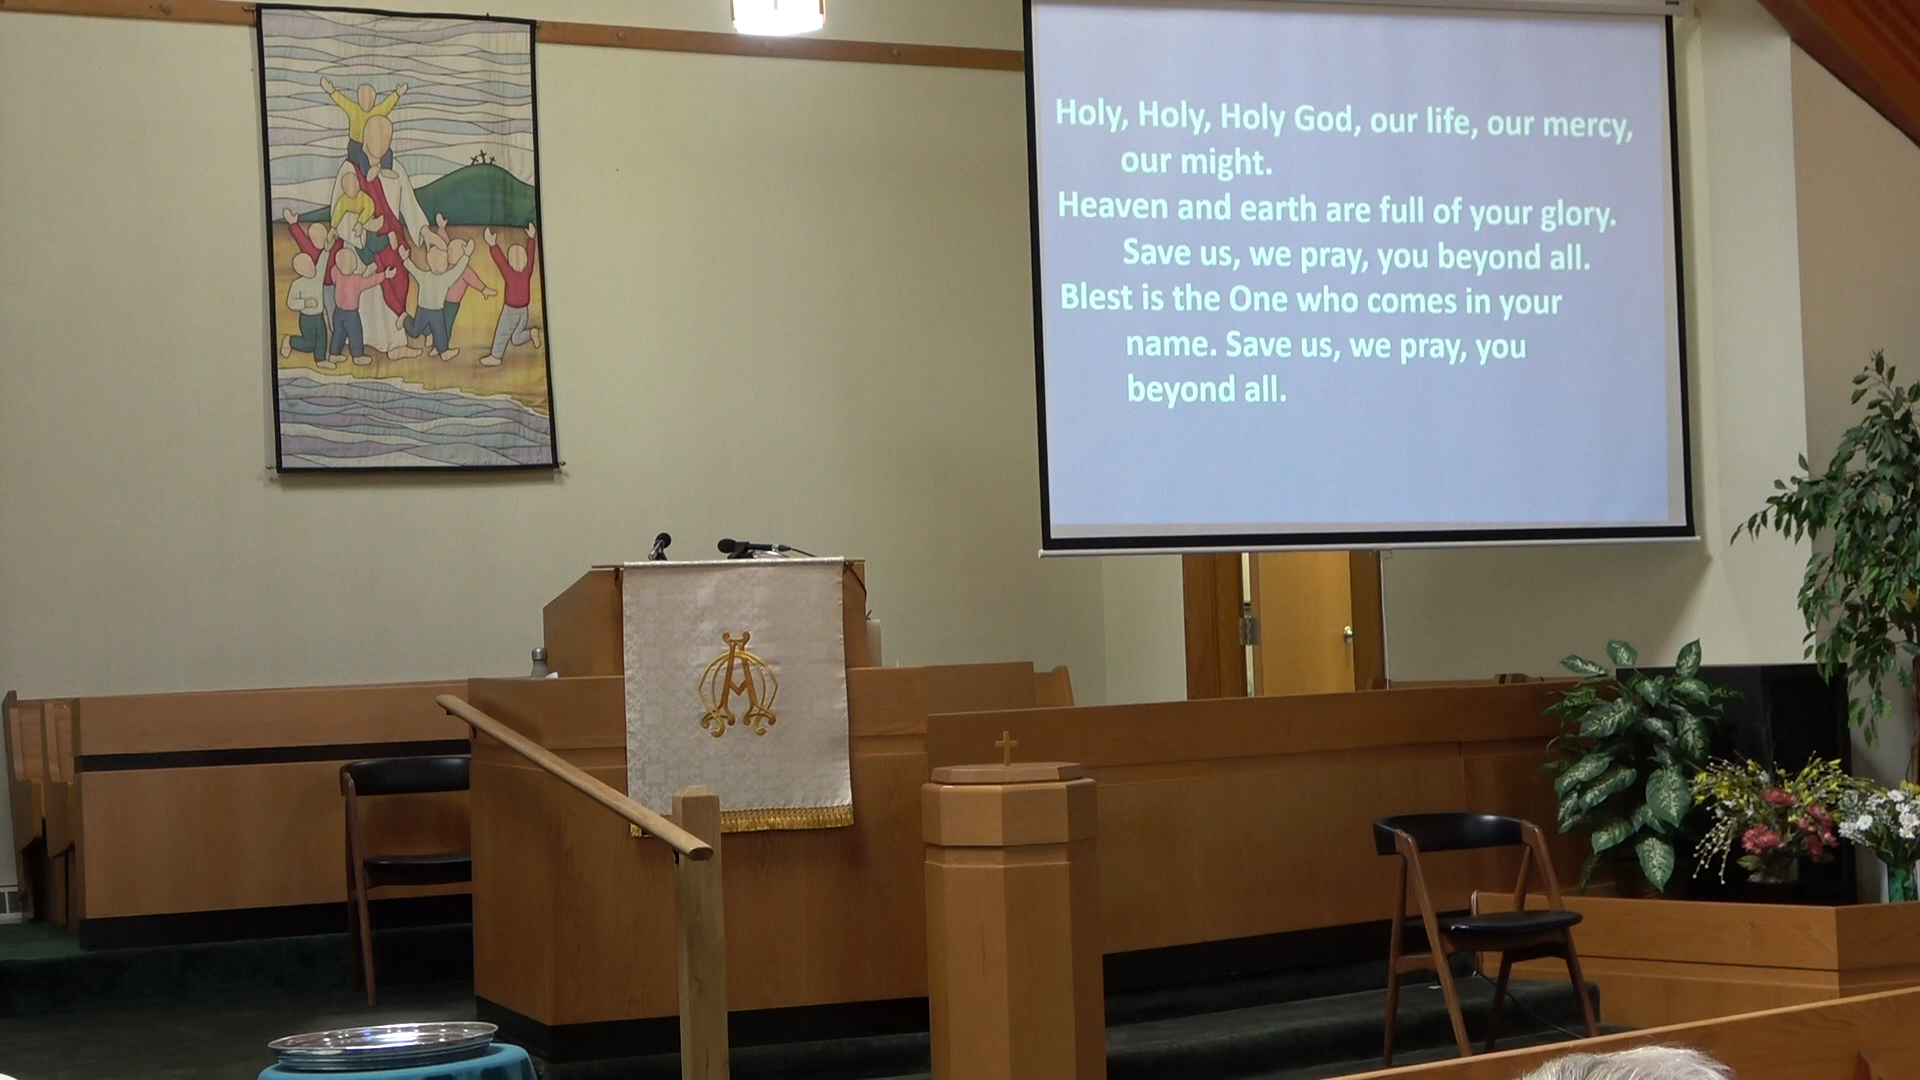 Holy, Holy, Holy God, our life, our mercy,
our might.
Heaven and earth are full of your glory.
Save us, we pray, you beyond all.
Blest is the One who comes in your
name. Save us, we pray, you
beyond all.